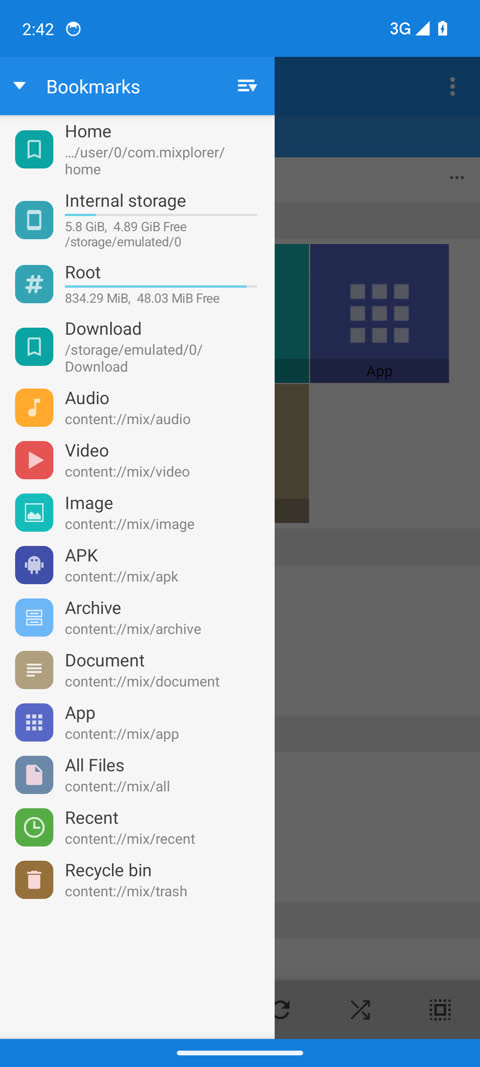 2:42
3G
Bookmarks
Home
.../user/0/com.mixplorer/
home
Internal storage
5.8 GiB,  4.89 GiB Free
/storage/emulated/0
Root
834.29 MiB,  48.03 MiB Free
Download
/storage/emulated/0/
Download
Audio
content://mix/audio
Video
content://mix/video
Image
content://mix/image
APK
content://mix/apk
Archive
content://mix/archive
Document
content://mix/document
App
content://mix/app
All Files
content://mix/all
Recent
content://mix/recent
Recycle bin
content://mix/trash
App